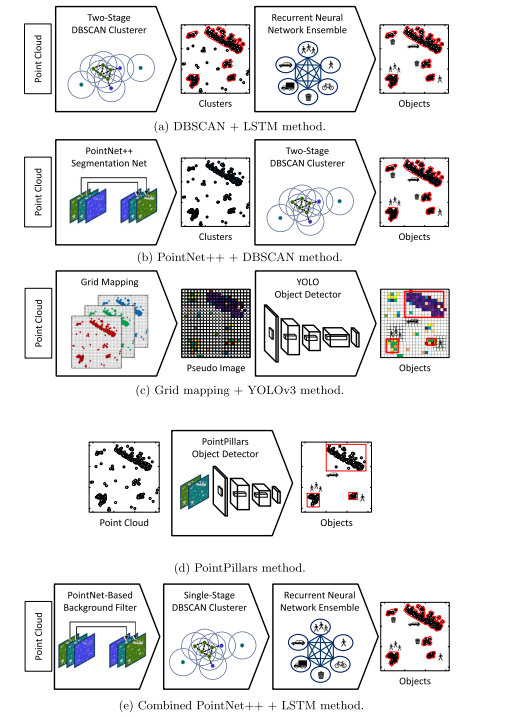 Point Cloud
Two-Stage
DBSCAN Clusterer
Clusters
Recurrent Neural
Network Ensemble
Objects
(a) DBSCAN + LSTM method.
Point Cloud
PointNet++
Segmentation Net
Clusters
Two-Stage
DBSCAN Clusterer
Objects
(b) PointNet++ + DBSCAN method.
Point Cloud
Grid Mapping
Pseudo Image
YOLO
Object Detector
Objects
(c) Grid mapping + YOLOv3 method.
Point Cloud
PointPillars
Object Detector
Objects
(d) PointPillars method.
Point Cloud
PointNet-Based
Background Filter
Single-Stage
DBSCAN Clusterer
Recurrent Neural
Network Ensemble
Objects
(e) Combined PointNet++ + LSTM method.